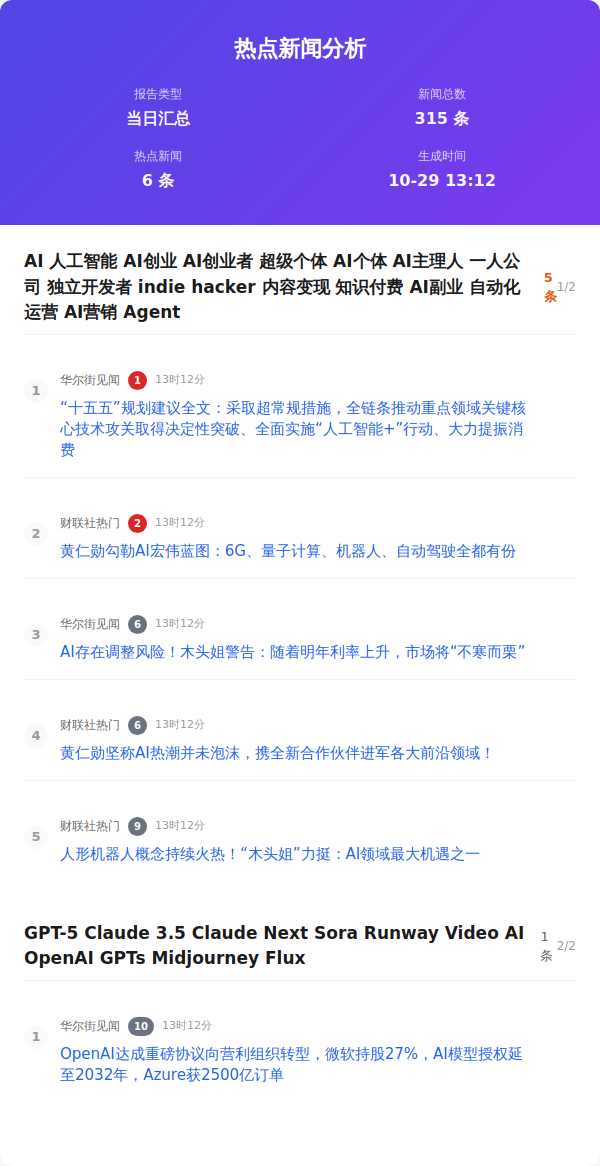 热点新闻分析
报告类型
新闻总数
当日汇总
315 条
热点新闻
生成时间
6 条
10-29 13:12
AI 人工智能 AI创业 AI创业者 超级个体 AI个体 AI主理人 一人公
司 独立开发者 indie hacker 内容变现 知识付费 AI副业 自动化
运营 AI营销 Agent
5
条
1/2
1
华尔街见闻 1 13时12分
“十五五”规划建议全文：采取超常规措施，全链条推动重点领域关键核
心技术攻关取得决定性突破、全面实施“人工智能+”行动、大力提振消
费
2
财联社热门 2 13时12分
黄仁勋勾勒AI宏伟蓝图：6G、量子计算、机器人、自动驾驶全都有份
3
华尔街见闻 6 13时12分
AI存在调整风险！木头姐警告：随着明年利率上升，市场将“不寒而栗”
4
财联社热门 6 13时12分
黄仁勋坚称AI热潮并未泡沫，携全新合作伙伴进军各大前沿领域！
5
财联社热门 9 13时12分
人形机器人概念持续火热！“木头姐”力挺：AI领域最大机遇之一
GPT-5 Claude 3.5 Claude Next Sora Runway Video AI
OpenAI GPTs Midjourney Flux
1
条
2/2
1
华尔街见闻 10 13时12分
OpenAI达成重磅协议向营利组织转型，微软持股27%，AI模型授权延
至2032年，Azure获2500亿订单